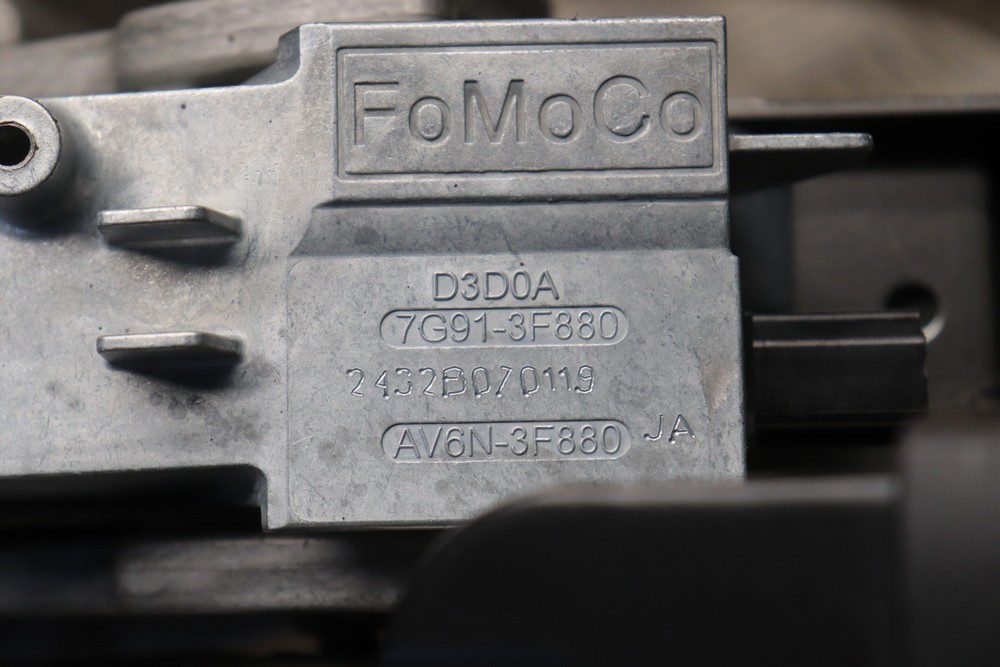 FoMoCo
D3D0A
7G91-3F880
2432B070119
AV6N-3F880 JA